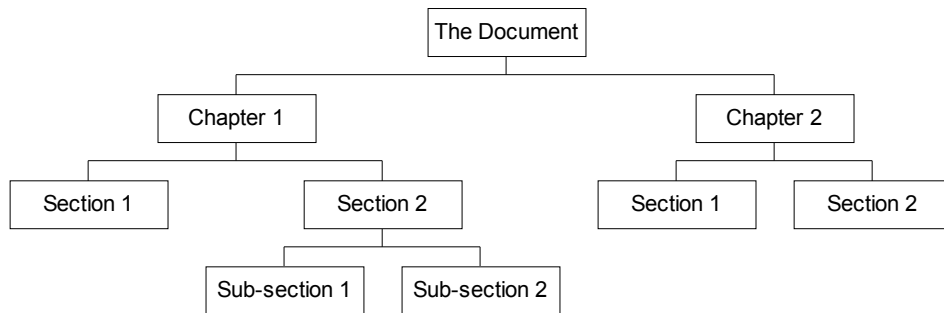 The Document
Chapter 1
Chapter 2
Section 1
Section 2
Section 1
Section 2
Sub-section 1
Sub-section 2